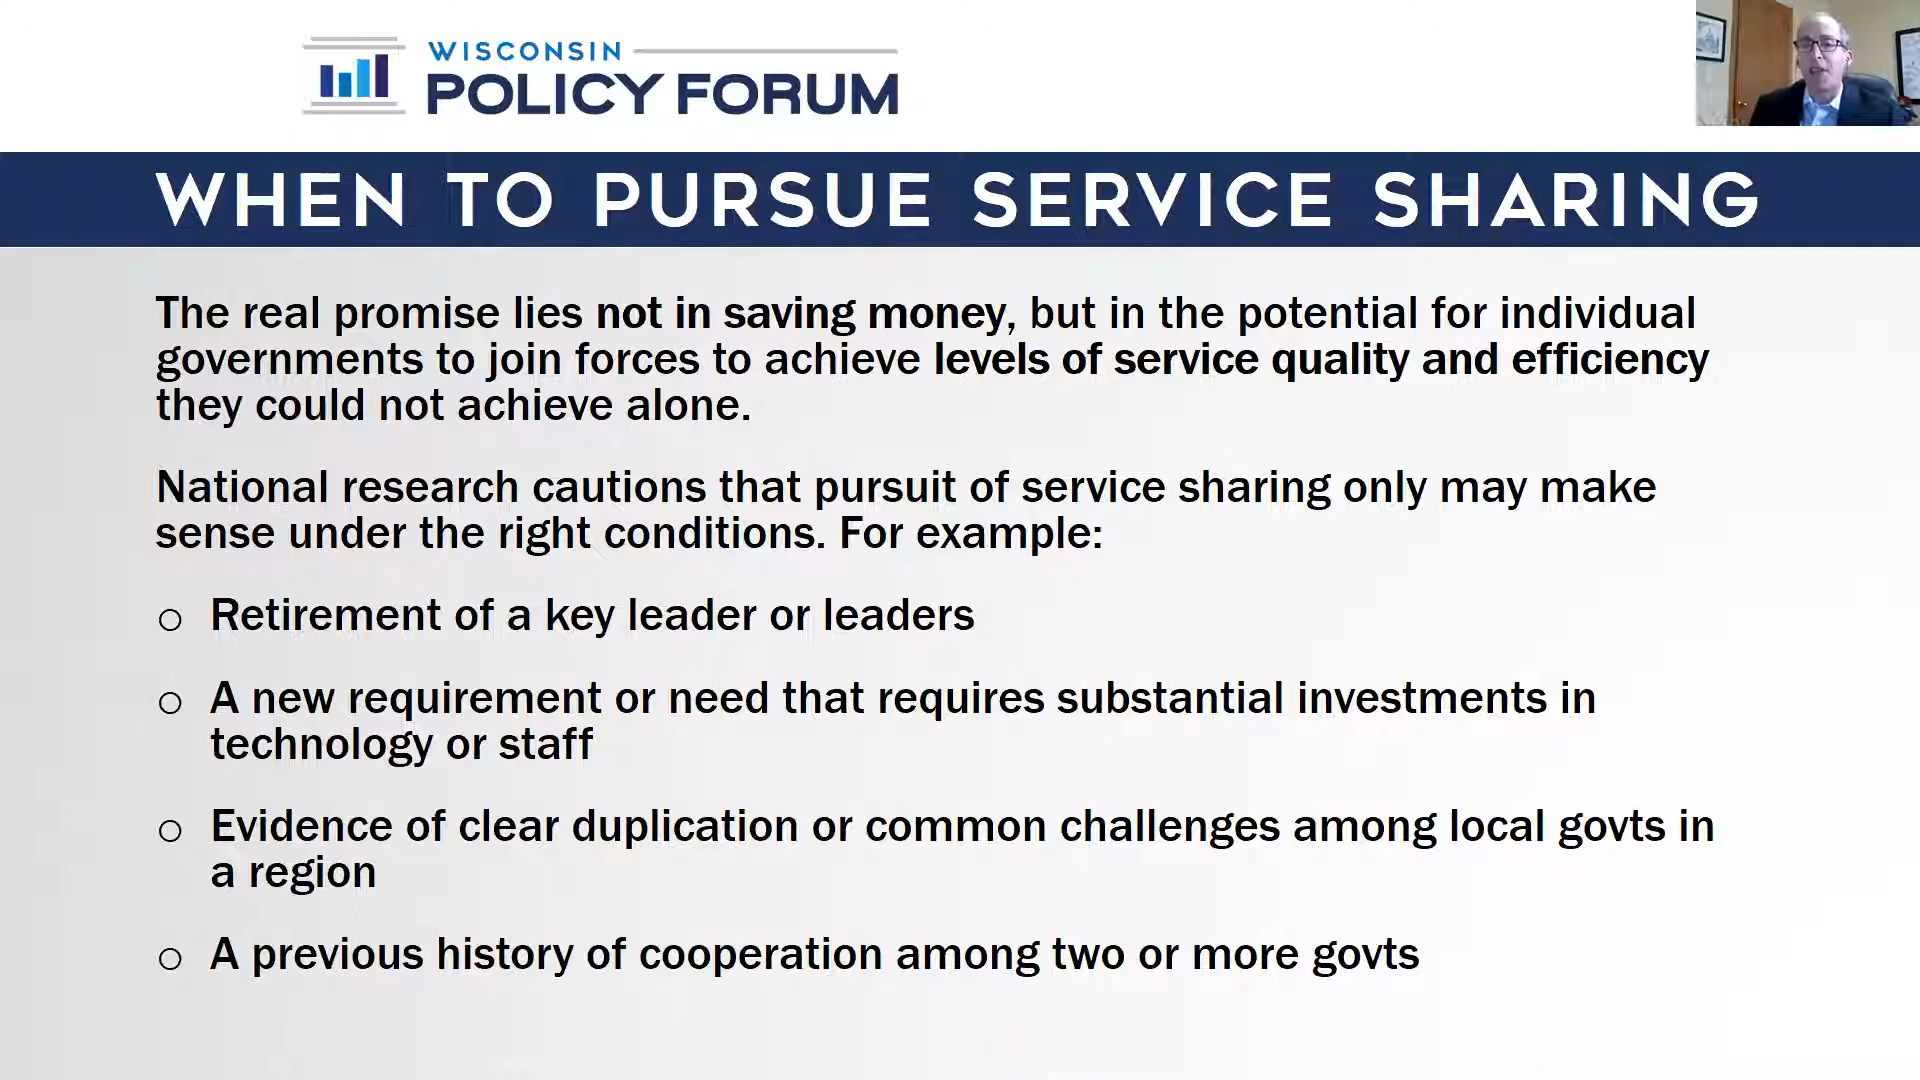 WISCONSIN
POLICY FORUM
WHEN TO PURSUE SERVICE SHARING
The real promise lies not in saving money, but in the potential for individual
governments to join forces to achieve levels of service quality and efficiency
they could not achieve alone.
National research cautions that pursuit of service sharing only may make
sense under the right conditions. For example:
o Retirement of a key leader or leaders
o A new requirement or need that requires substantial investments in
technology or staff
o Evidence of clear duplication or common challenges among local govts in
a region
o A previous history of cooperation among two or more govts